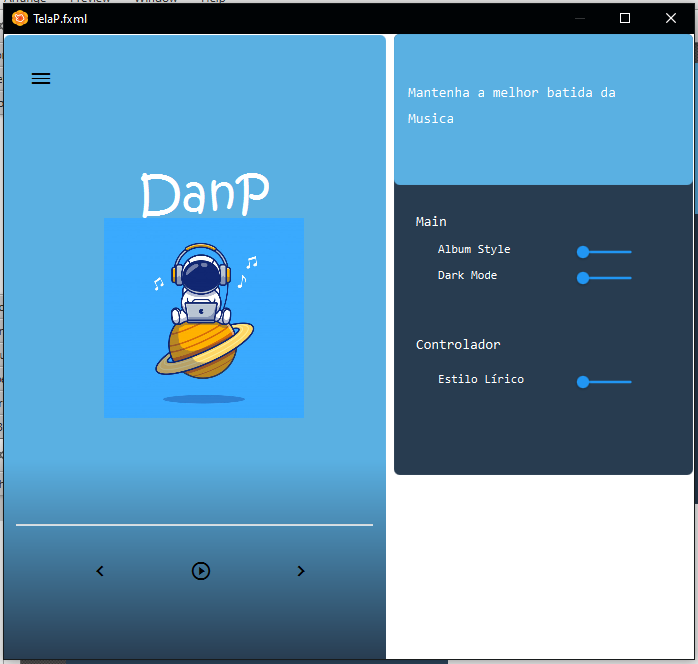 Arrange Preview Window Help
TelaP.fxml
DanP
Mantenha a melhor batida da
Musica
Main
Album Style
Dark Mode
Controlador
Estilo Lírico